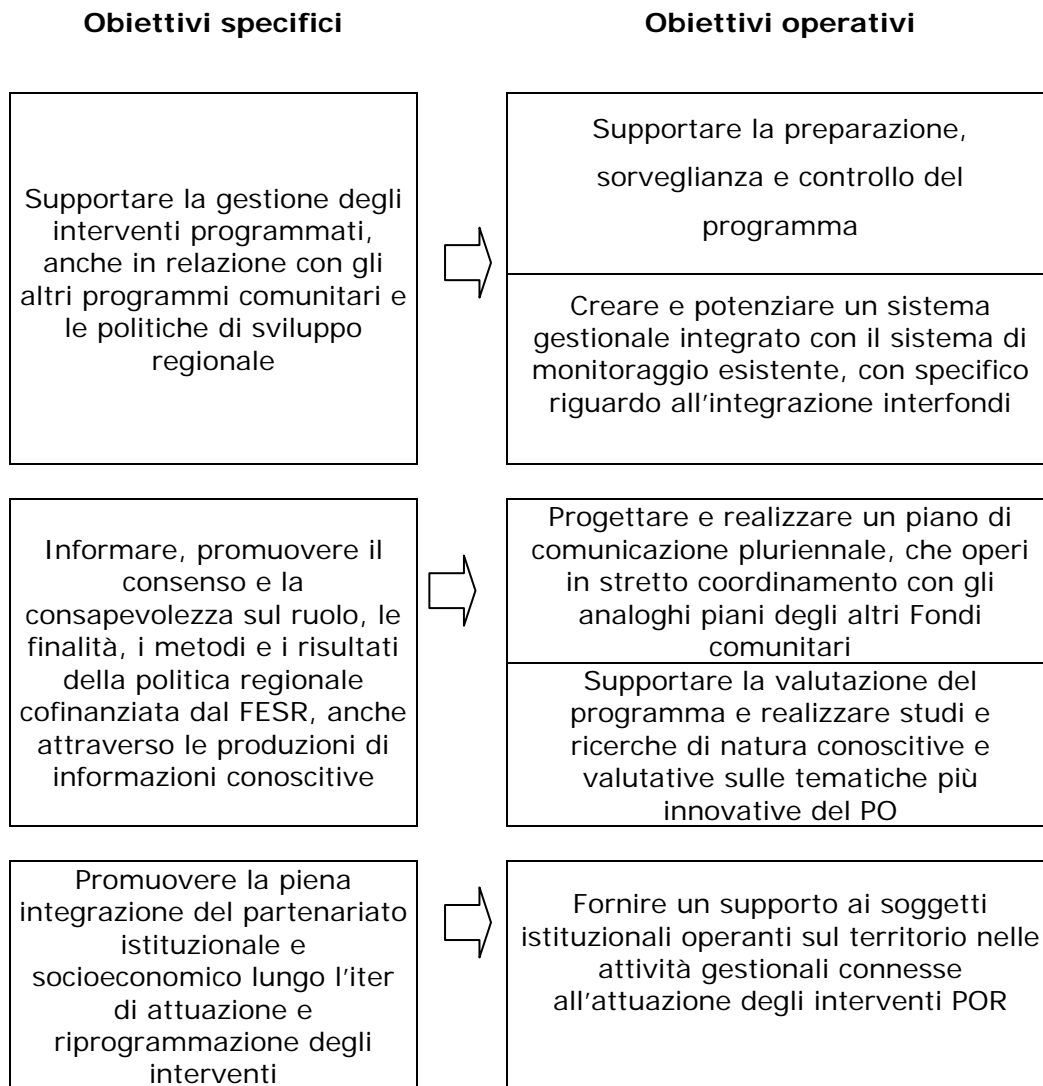 Obiettivi specifici
Obiettivi operativi
Supportare la gestione degli
interventi programmati,
anche in relazione con gli
altri programmi comunitari e
le politiche di sviluppo
regionale
Supportare la preparazione,
sorveglianza e controllo del
programma
Creare e potenziare un sistema
gestionale integrato con il sistema di
monitoraggio esistente, con specifico
riguardo all'integrazione interfondi
Informare, promuovere il
consenso e la
consapevolezza sul ruolo, le
finalità, i metodi e i risultati
della politica regionale
cofinanziata dal FESR, anche
attraverso le produzioni di
informazioni conoscitive
Progettare e realizzare un piano di
comunicazione pluriennale, che operi
in stretto coordinamento con gli
analoghi piani degli altri Fondi
comunitari
Supportare la valutazione del
programma e realizzare studi e
ricerche di natura conoscitive e
valutative sulle tematiche più
innovative del PO
Promuovere la piena
integrazione del partenariato
istituzionale e
socioeconomico lungo l'iter
di attuazione e
riprogrammazione degli
interventi
Fornire un supporto ai soggetti
istituzionali operanti sul territorio nelle
attività gestionali connesse
all'attuazione degli interventi POR